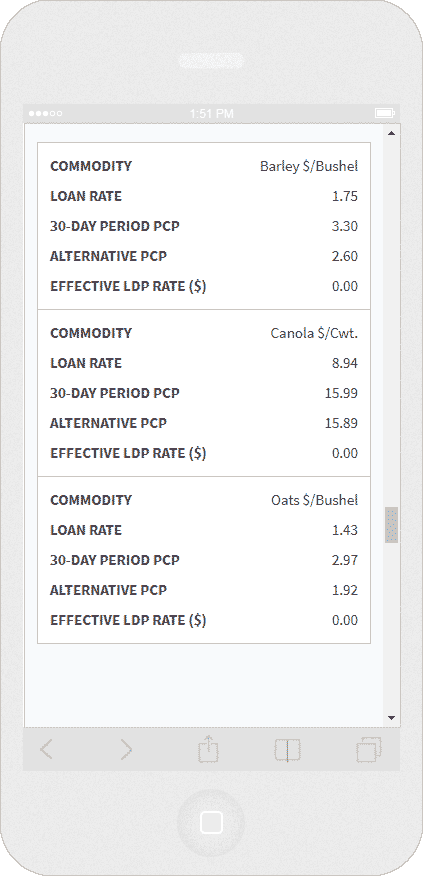 1:51 PM
COMMODITY Barley $/Bushel
LOAN RATE 1.75
30-DAY PERIOD PCP 3.30
ALTERNATIVE PCP 2.60
EFFECTIVE LDP RATE ($) 0.00
COMMODITY Canola $/Cwt.
LOAN RATE 8.94
30-DAY PERIOD PCP 15.99
ALTERNATIVE PCP 15.89
EFFECTIVE LDP RATE ($) 0.00
COMMODITY Oats $/Bushel
LOAN RATE 1.43
30-DAY PERIOD PCP 2.97
ALTERNATIVE PCP 1.92
EFFECTIVE LDP RATE ($) 0.00